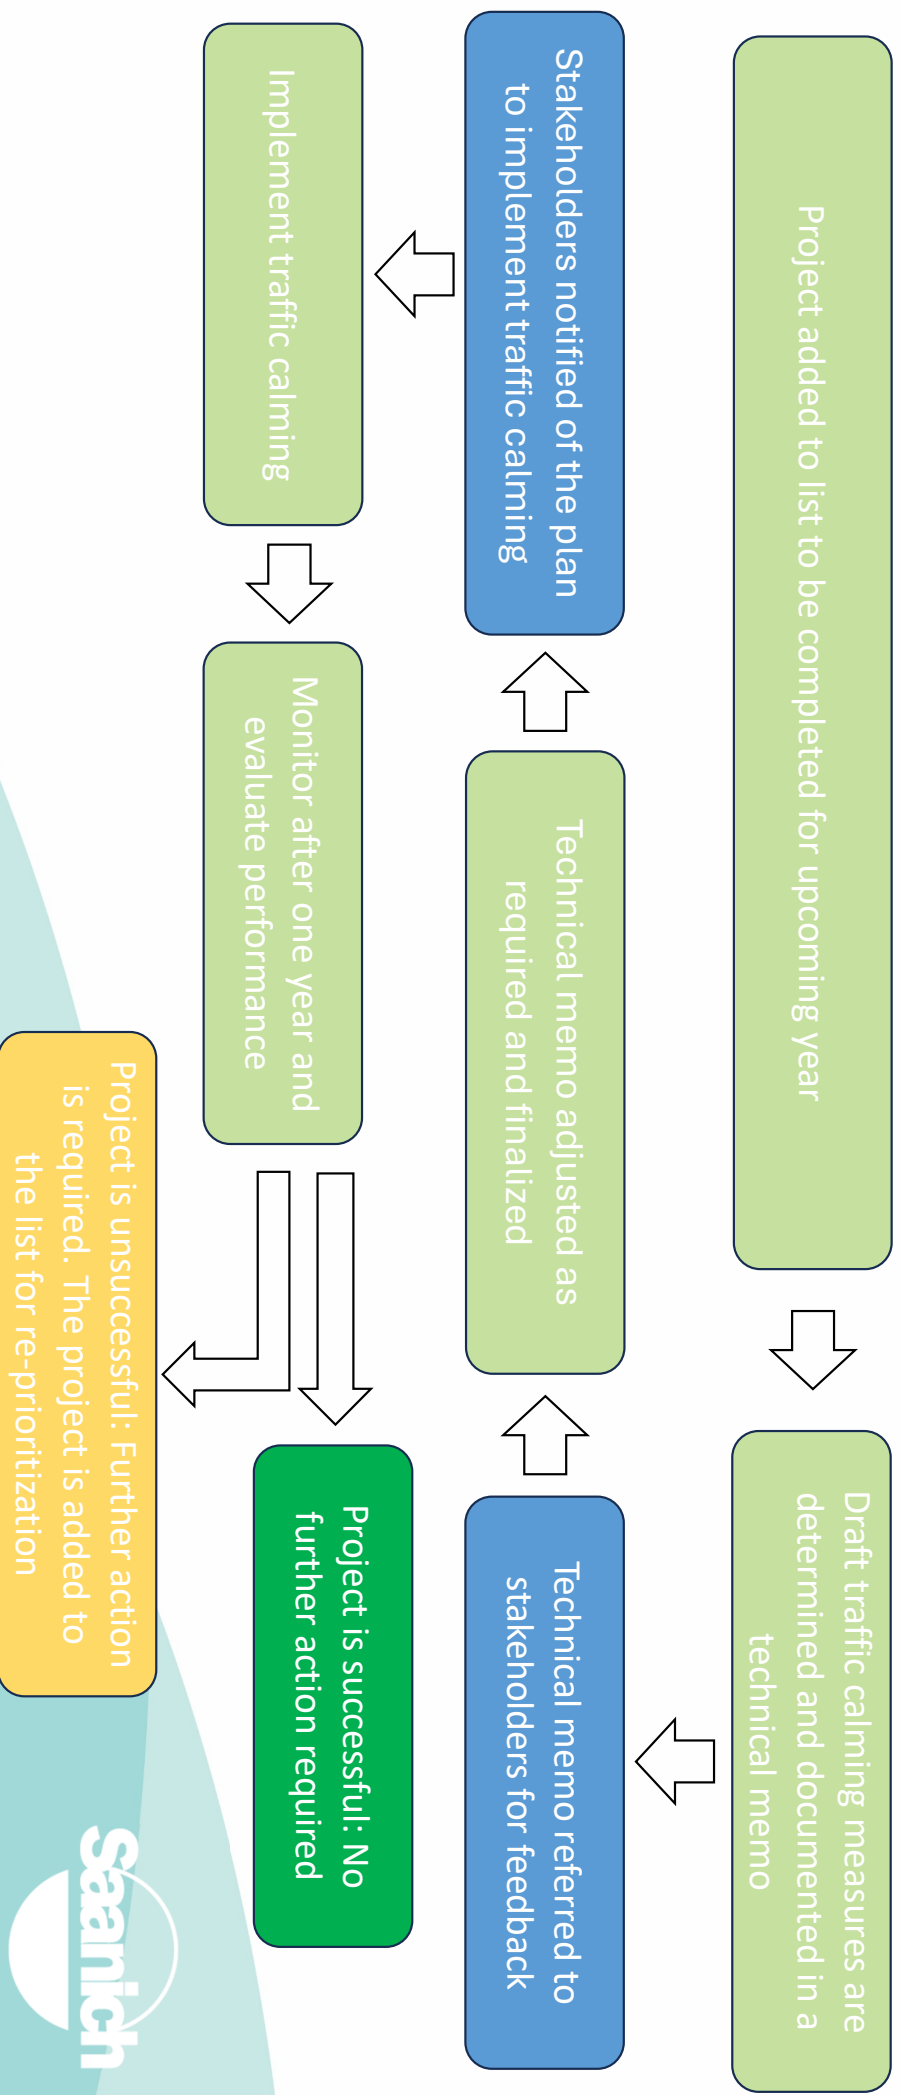 Project added to list to be completed for upcoming year
Draft traffic calming measures are
determined and documented in a
technical memo
Technical memo referred to
stakeholders for feedback
Technical memo adjusted as
required and finalized
Stakeholders notified of the plan
to implement traffic calming
Implement traffic calming
Monitor after one year and
evaluate performance
Project is successful: No
further action required
Project is unsuccessful: Further action
is required. The project is added to
the list for re-prioritization
saanich